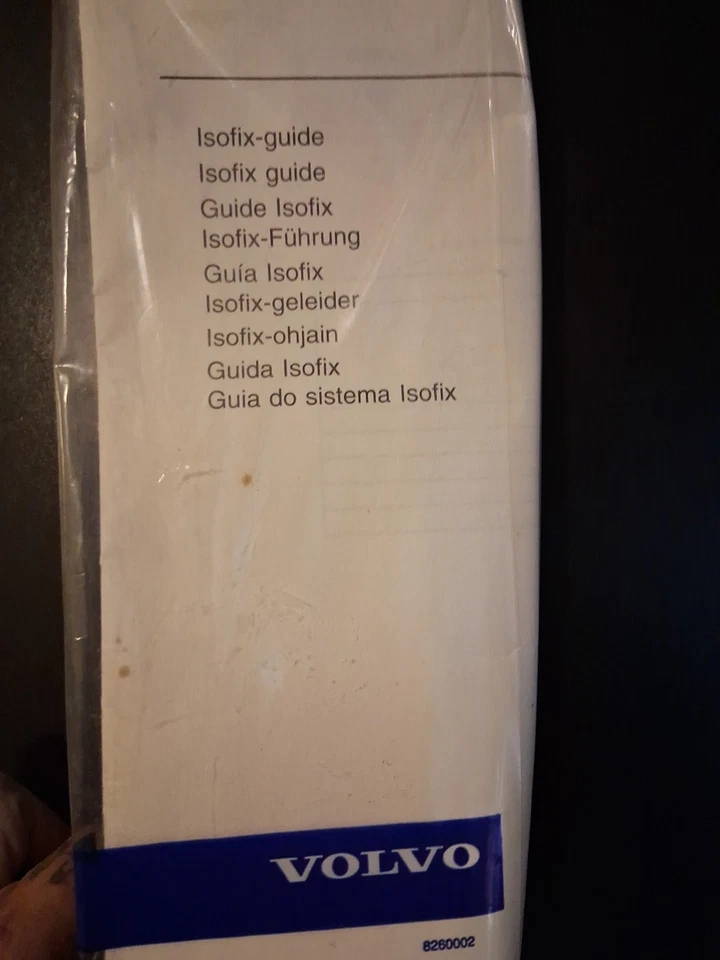 Isofix-guide
Isofix guide
Guide Isofix
Isofix-Führung
Guía Isofix
Isofix-geleider
Isofix-ohjain
Guida Isofix
Guia do sistema Isofix
VOLVO
8260002